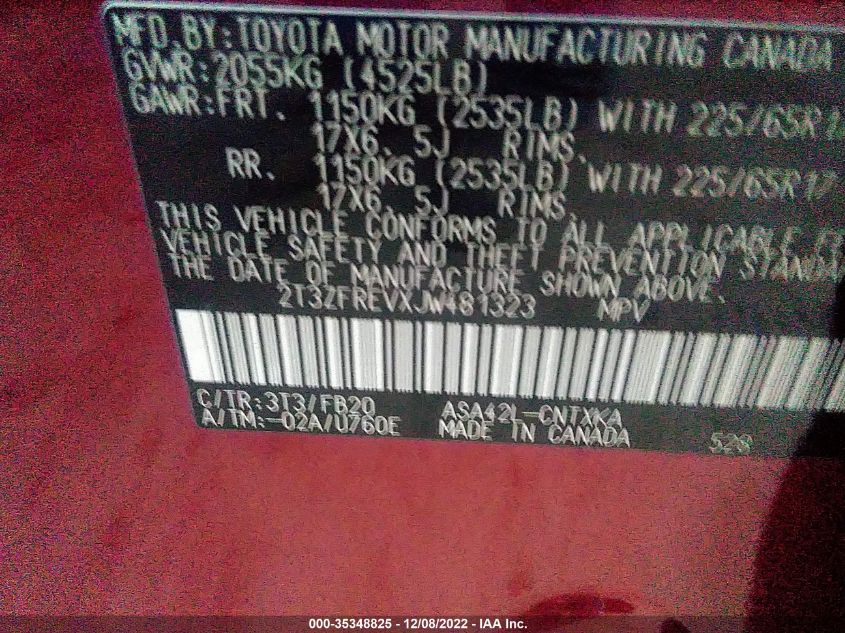 MFD. BY: TOYOTA MOTOR MANUFACTURING CANADA
GVWR: 2055KG (4525LB)
GAWR: FRT. 1150KG (2535LB) WITH 225/65R17
17X6. 5J RIMS.
RR. 1150KG (2535LB) WITH 225/65R17
17X6. 5J RIMS.
THIS VEHICLE CONFORMS TO ALL APPLICABLE
VEHICLE SAFETY AND THEFT PREVENTION STANDA
THE DATE OF MANUFACTURE SHOWN ABOVE.
2T3ZFREVXJW481323 MPV
C/TR: 3T3/FB20 ASA42L-CNTXKA
A/TM: -02A/U760E MADE IN CANADA 528
000-35348825 - 12/08/2022 - IAA Inc.